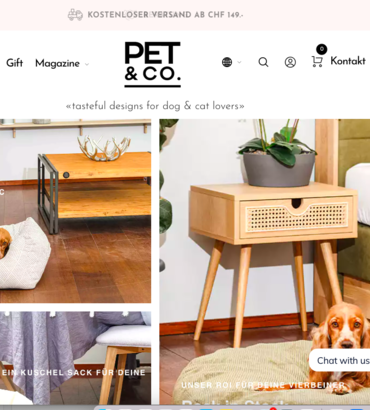 KOSTENLOSER VERSAND AB CHF 149.-
0
Gift
Magazine
PET
& CO.
Kontakt
«tasteful designs for dog & cat lovers»
Chat with us
EIN KUSCHEL SACK FÜR DEINE
UNSER HOI FÜR DEINE VIERBEINER